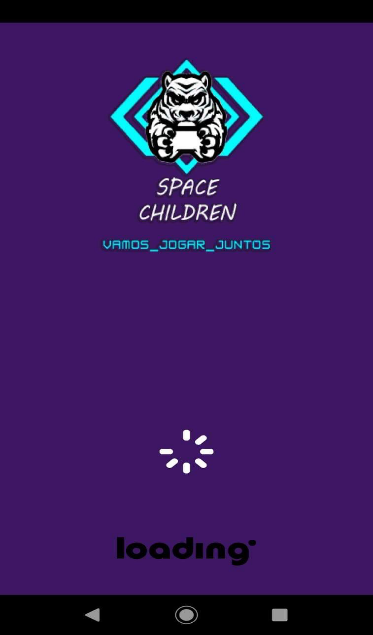 SPACE
CHILDREN
VAMOS_JOGAR_JUNTOS
loading